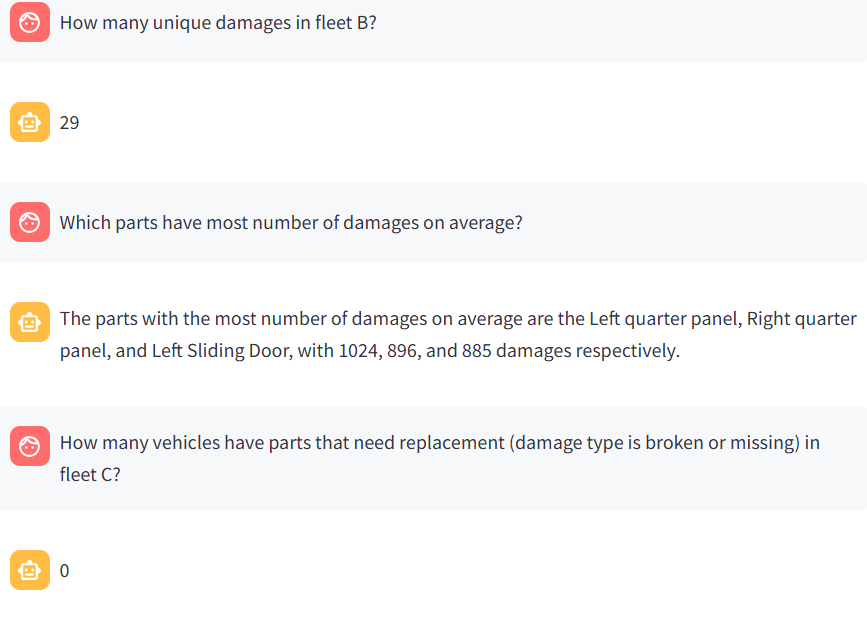 How many unique damages in fleet B?
29
Which parts have most number of damages on average?
The parts with the most number of damages on average are the Left quarter panel, Right quarter
panel, and Left Sliding Door, with 1024, 896, and 885 damages respectively.
How many vehicles have parts that need replacement (damage type is broken or missing) in
fleet C?
0